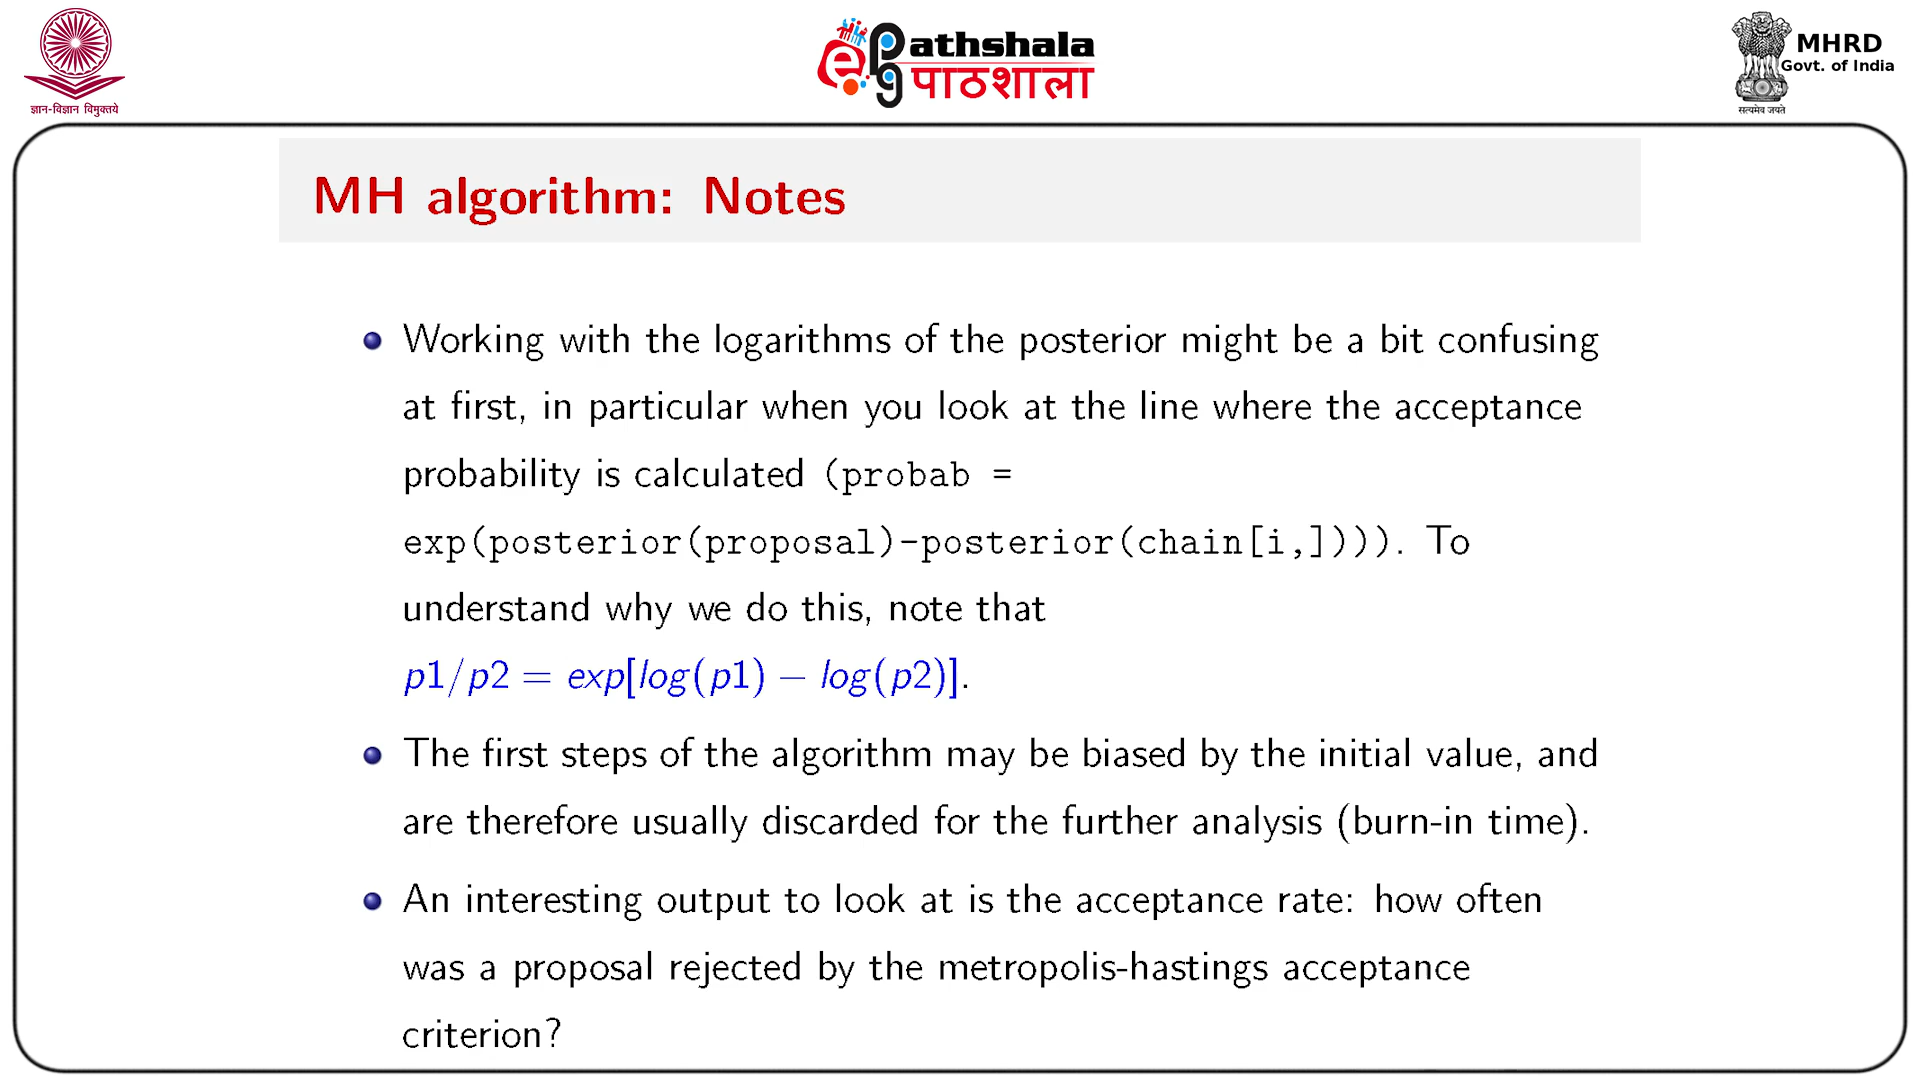 ज्ञान-विज्ञान विमुक्तये
e pg Pathshala
पाठशाला
MHRD
Govt. of India
सत्यमेव जयते
MH algorithm: Notes
Working with the logarithms of the posterior might be a bit confusing
at first, in particular when you look at the line where the acceptance
probability is calculated (probab =
exp(posterior(proposal)-posterior(chain[i,]))). To
understand why we do this, note that
p1/p2 = exp[log(p1) − log(p2)].
The first steps of the algorithm may be biased by the initial value, and
are therefore usually discarded for the further analysis (burn-in time).
An interesting output to look at is the acceptance rate: how often
was a proposal rejected by the metropolis-hastings acceptance
criterion?